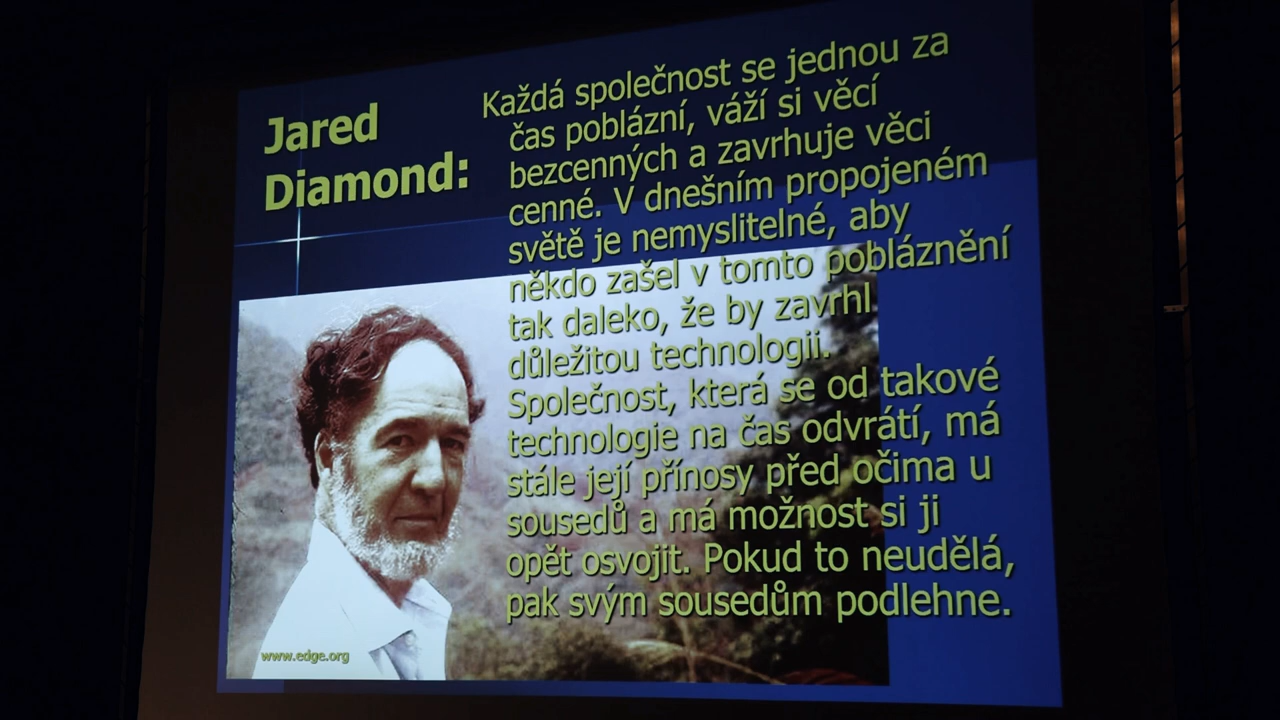 Jared
Diamond:
Každá společnost se jednou za
čas poblázní, váží si věcí
bezcenných a zavrhuje věci
cenné. V dnešním propojeném
světě je nemyslitelné, aby
někdo zašel v tomto pobláznění
tak daleko, že by zavrhl
důležitou technologii.
Společnost, která se od takové
technologie na čas odvrátí, má
stále její přínosy před očima u
sousedů a má možnost si ji
opět osvojit. Pokud to neudělá,
pak svým sousedům podlehne.
www.edge.org